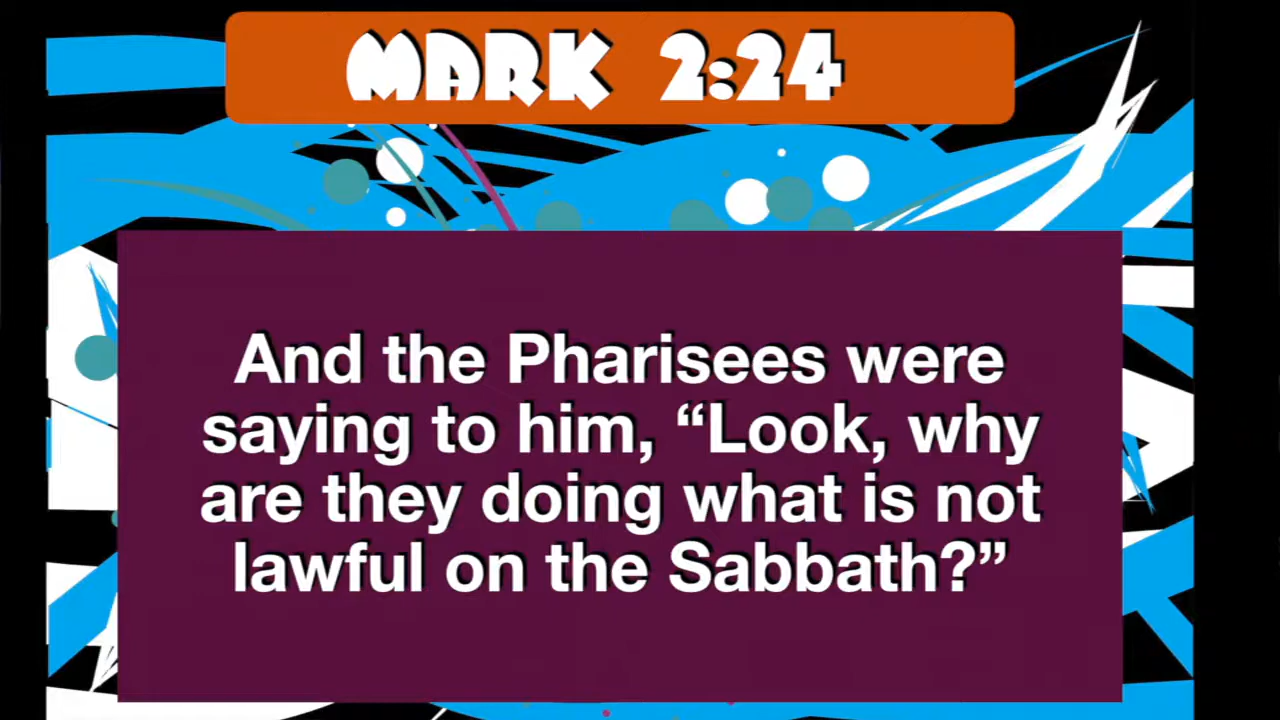 MARK 2:24
And the Pharisees were
saying to him, “Look, why
are they doing what is not
lawful on the Sabbath?”